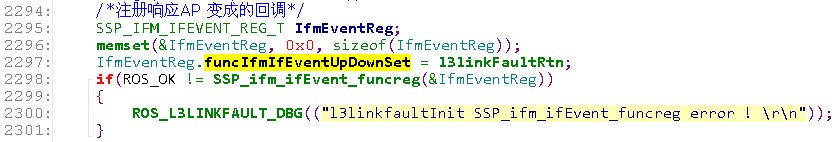 2294: /*注册响应AP 变成的回调*/
2295: SSP_IFM_IFEVENT_REG_T IfmEventReg;
2296: memset(&IfmEventReg, 0x0, sizeof(IfmEventReg));
2297: IfmEventReg.funcIfmIfEventUpDownSet = l3linkFaultRtn;
2298: if(ROS_OK != SSP_ifm_ifEvent_funcreg(&IfmEventReg))
2299: {
2300: ROS_L3LINKFAULT_DBG(("l3linkfaultInit SSP_ifm_ifEvent_funcreg error ! \r\n"));
2301: }